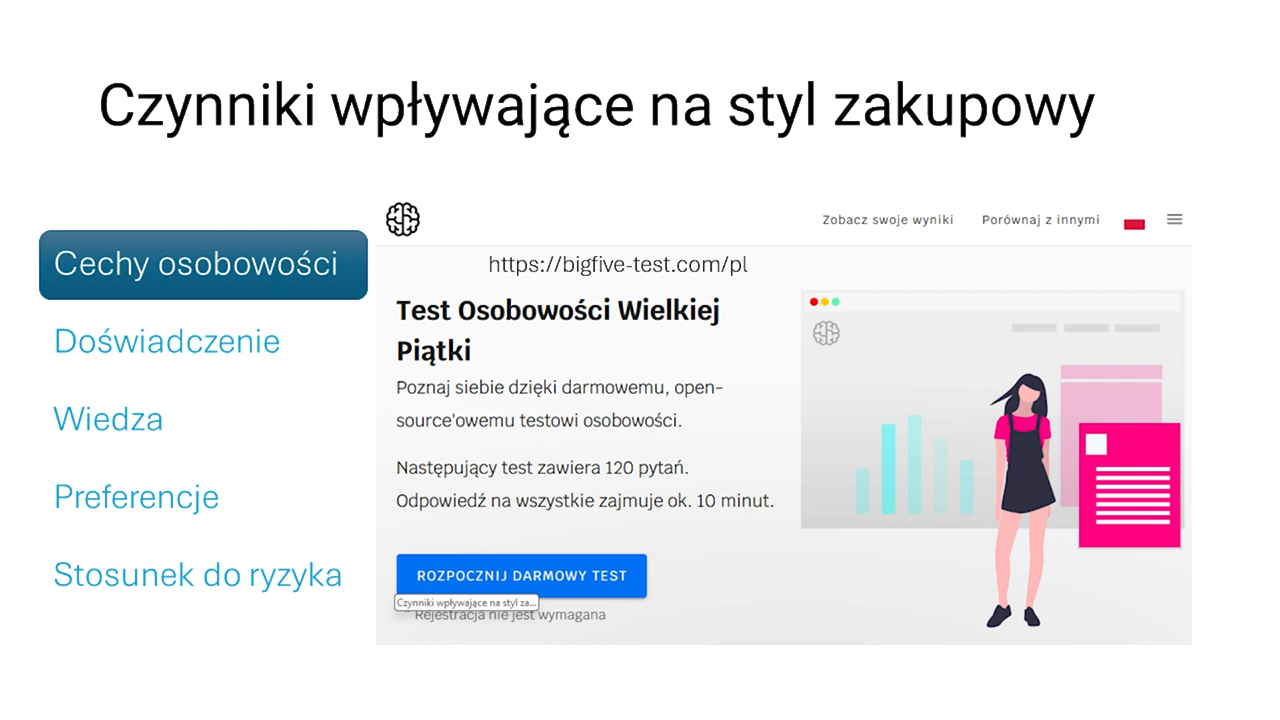 Czynniki wpływające na styl zakupowy
Cechy osobowości
Doświadczenie
Wiedza
Preferencje
Stosunek do ryzyka
Zobacz swoje wyniki
Porównaj z innymi
https://bigfive-test.com/pl
Test Osobowości Wielkiej
Piątki
Poznaj siebie dzięki darmowemu, open-
source'owemu testowi osobowości.
Następujący test zawiera 120 pytań.
Odpowiedź na wszystkie zajmuje ok. 10 minut.
ROZPOCZNIJ DARMOWY TEST
Czynniki wpływające na styl za...
* Rejestracja nie jest wymagana